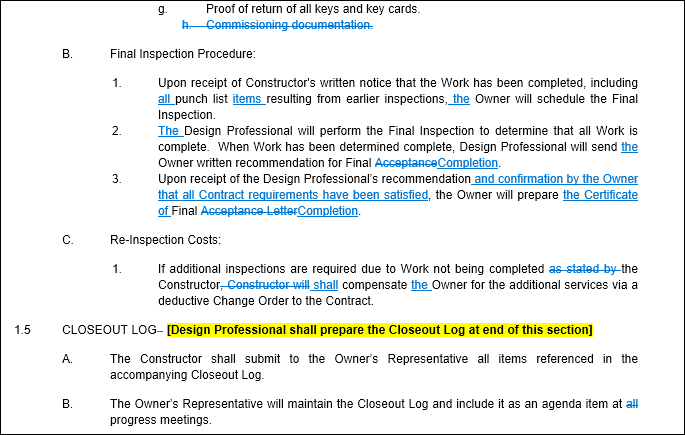 g. Proof of return of all keys and key cards.
h. Commissioning documentation.
B. Final Inspection Procedure:
1. Upon receipt of Constructor's written notice that the Work has been completed, including
all punch list items resulting from earlier inspections, the Owner will schedule the Final
Inspection.
2. The Design Professional will perform the Final Inspection to determine that all Work is
complete. When Work has been determined complete, Design Professional will send the
Owner written recommendation for Final AcceptanceCompletion.
3. Upon receipt of the Design Professional's recommendation and confirmation by the Owner
that all Contract requirements have been satisfied, the Owner will prepare the Certificate
of Final Acceptance LetterCompletion.
C. Re-Inspection Costs:
1. If additional inspections are required due to Work not being completed as stated by the
Constructor, Constructor will shall compensate the Owner for the additional services via a
deductive Change Order to the Contract.
1.5 CLOSEOUT LOG– [Design Professional shall prepare the Closeout Log at end of this section]
A. The Constructor shall submit to the Owner's Representative all items referenced in the
accompanying Closeout Log.
B. The Owner's Representative will maintain the Closeout Log and include it as an agenda item at all
progress meetings.